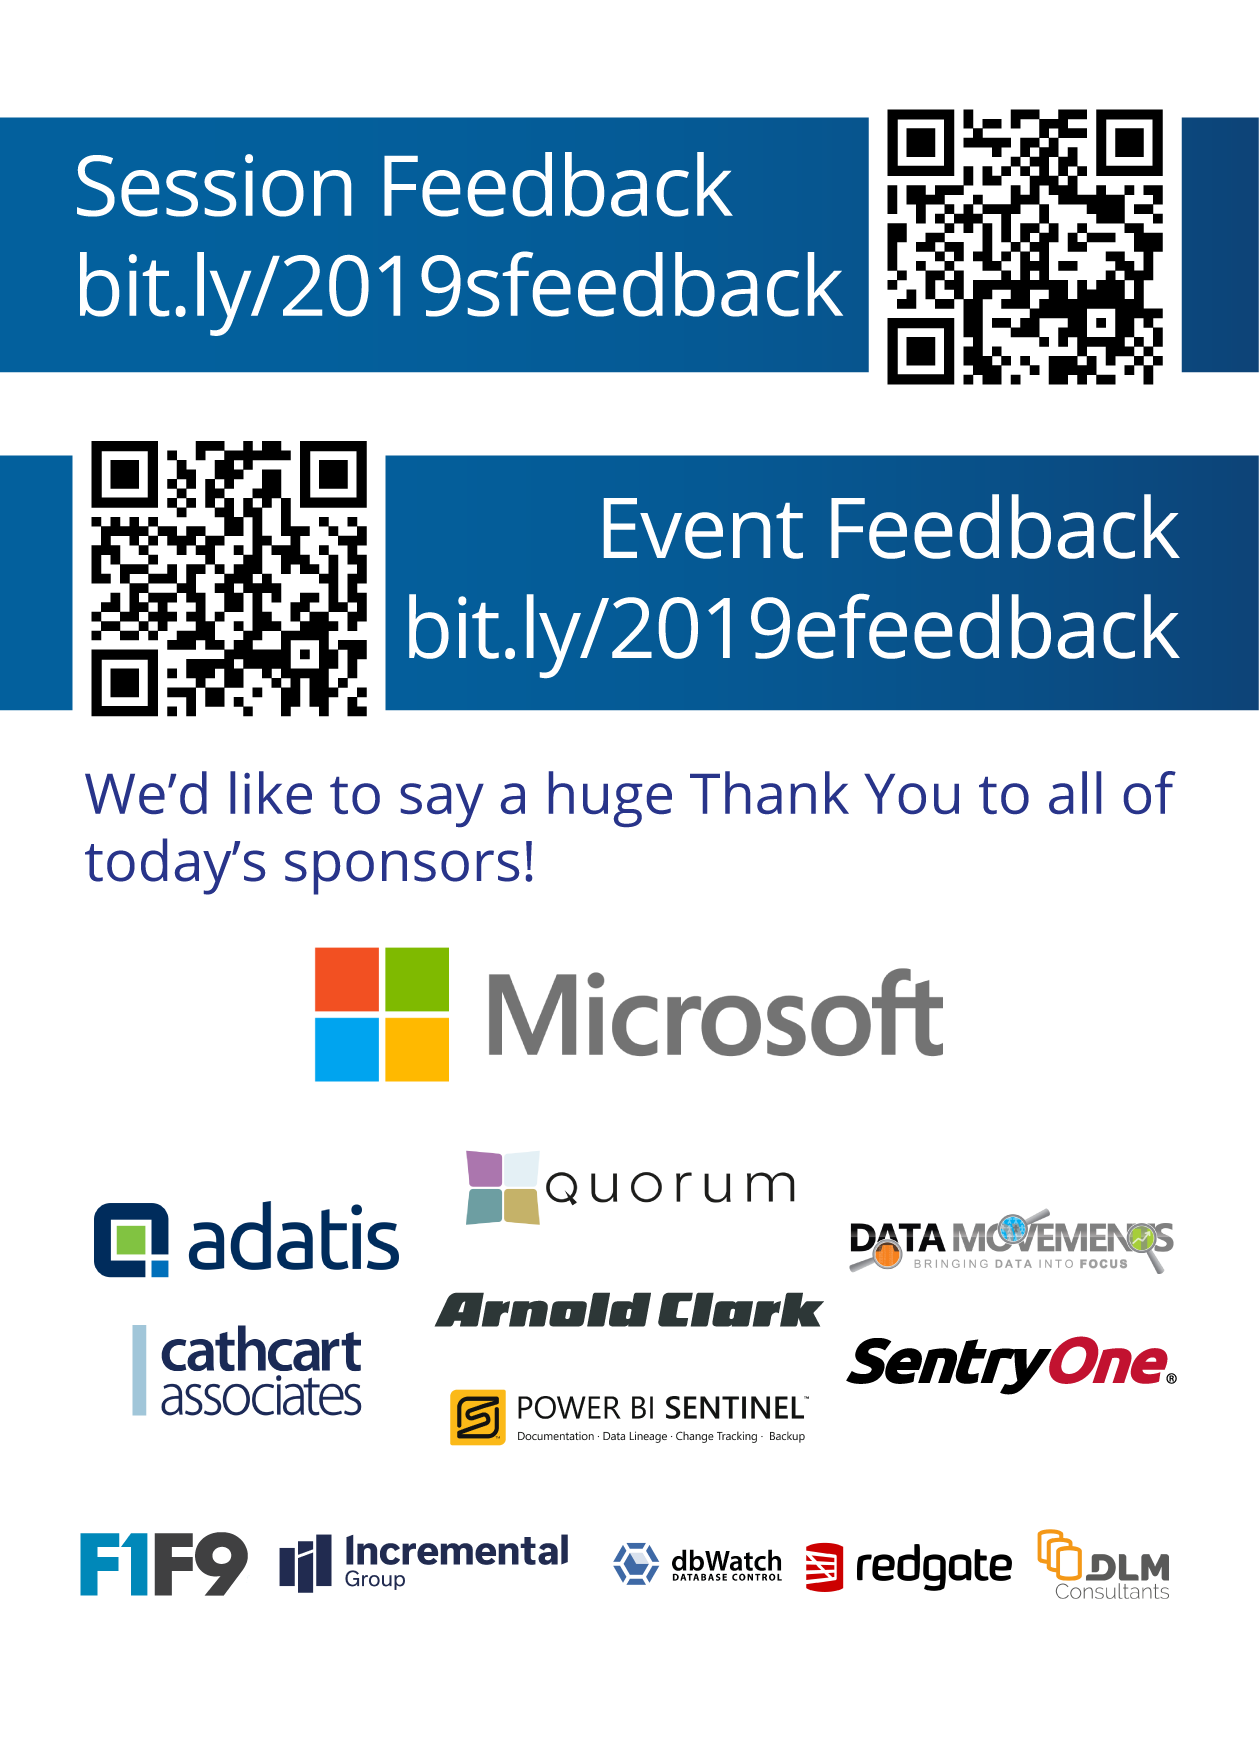 Session Feedback
bit.ly/2019sfeedback
Event Feedback
bit.ly/2019efeedback
We’d like to say a huge Thank You to all of
today’s sponsors!
Microsoft
quorum
adatis
DATA MOVEMENTS
BRINGING DATA INTO FOCUS
Arnold Clark
cathcart
associates
SentryOne®
POWER BI SENTINEL™
Documentation · Data Lineage · Change Tracking · Backup
F1F9
Incremental
Group
dbWatch
DATABASE CONTROL
redgate
DLM
Consultants